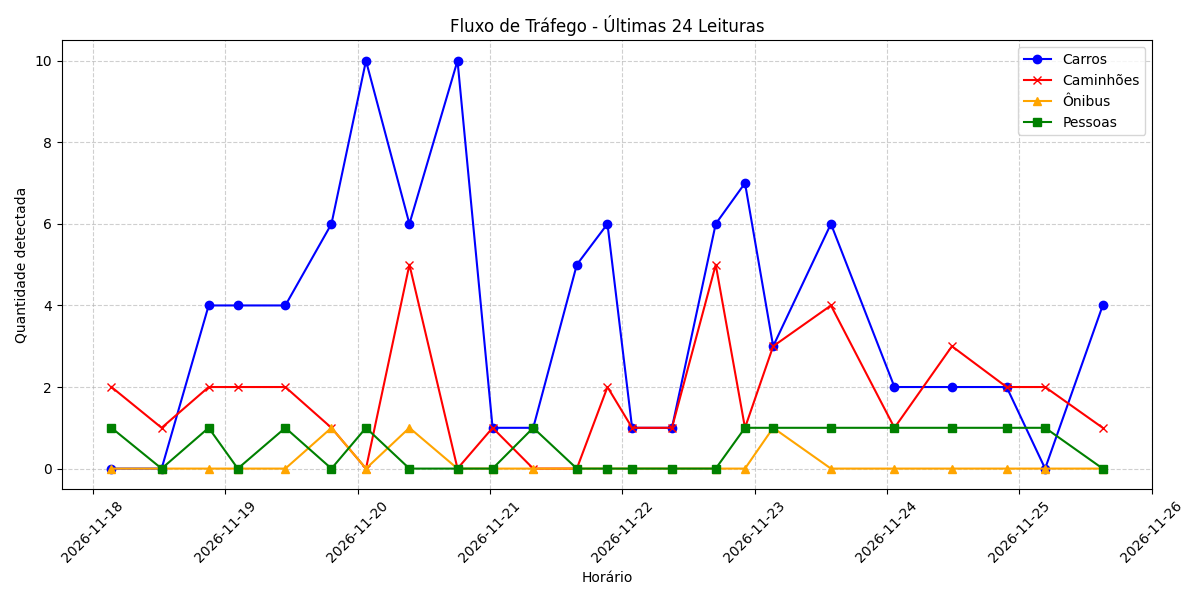 Fluxo de Tráfego - Últimas 24 Leituras
Carros
Caminhões
Ônibus
Pessoas
Quantidade detectada
10
8
6
4
2
0
2026-11-18
2026-11-19
2026-11-20
2026-11-21
2026-11-22
2026-11-23
2026-11-24
2026-11-25
2026-11-26
Horário